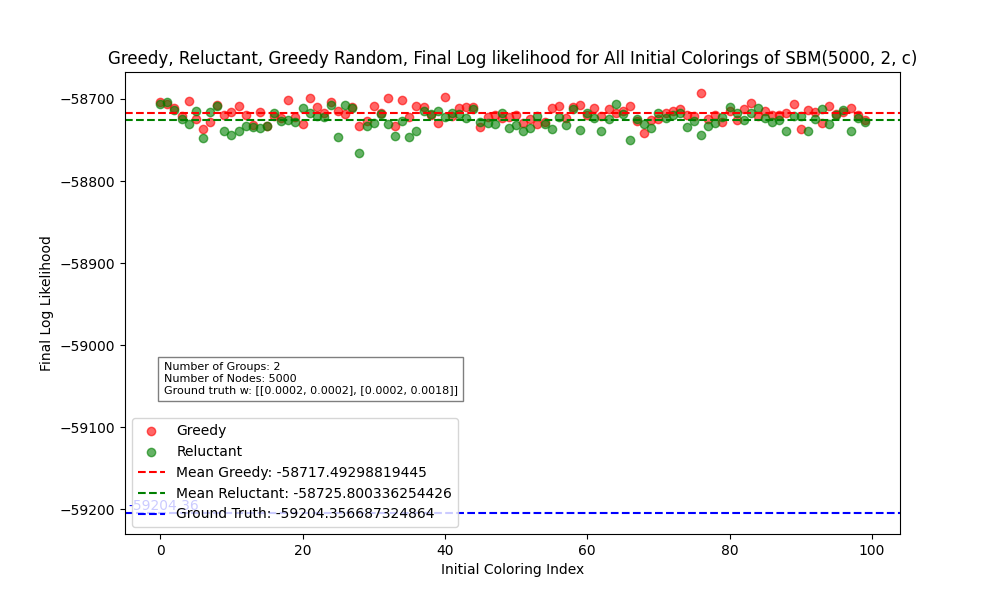 Greedy, Reluctant, Greedy Random, Final Log likelihood for All Initial Colorings of SBM(5000, 2, c)
Final Log Likelihood
−58700
−58800
−58900
−59000
−59100
−59200
Number of Groups: 2
Number of Nodes: 5000
Ground truth w: [[0.0002, 0.0002], [0.0002, 0.0018]]
Greedy
Reluctant
Mean Greedy: -58717.49298819445
Mean Reluctant: -58725.800336254426
-59204.36
Ground Truth: -59204.356687324864
0 20 40 60 80 100
Initial Coloring Index